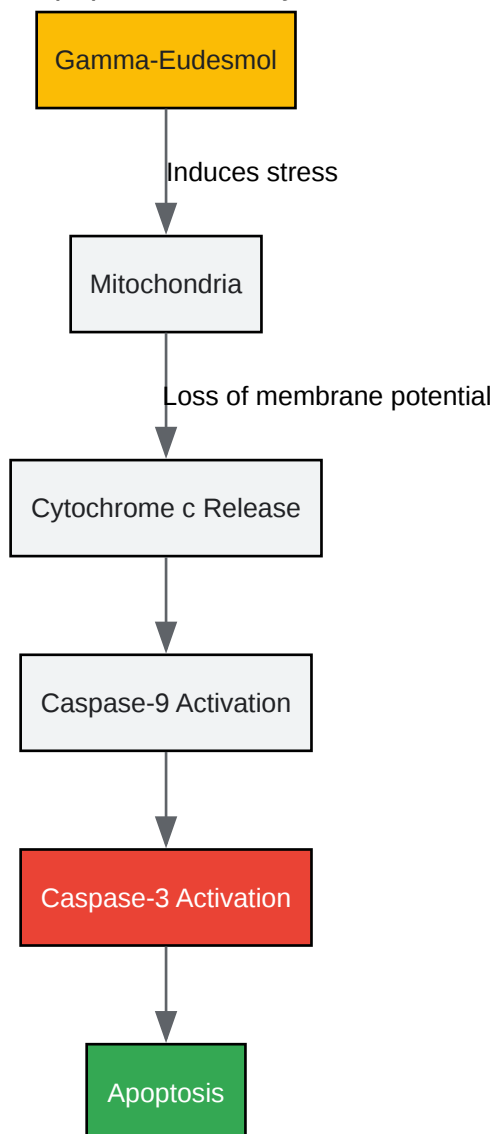 Gamma-Eudesmol
Induces stress
Mitochondria
Loss of membrane potential
Cytochrome c Release
Caspase-9 Activation
Caspase-3 Activation
Apoptosis